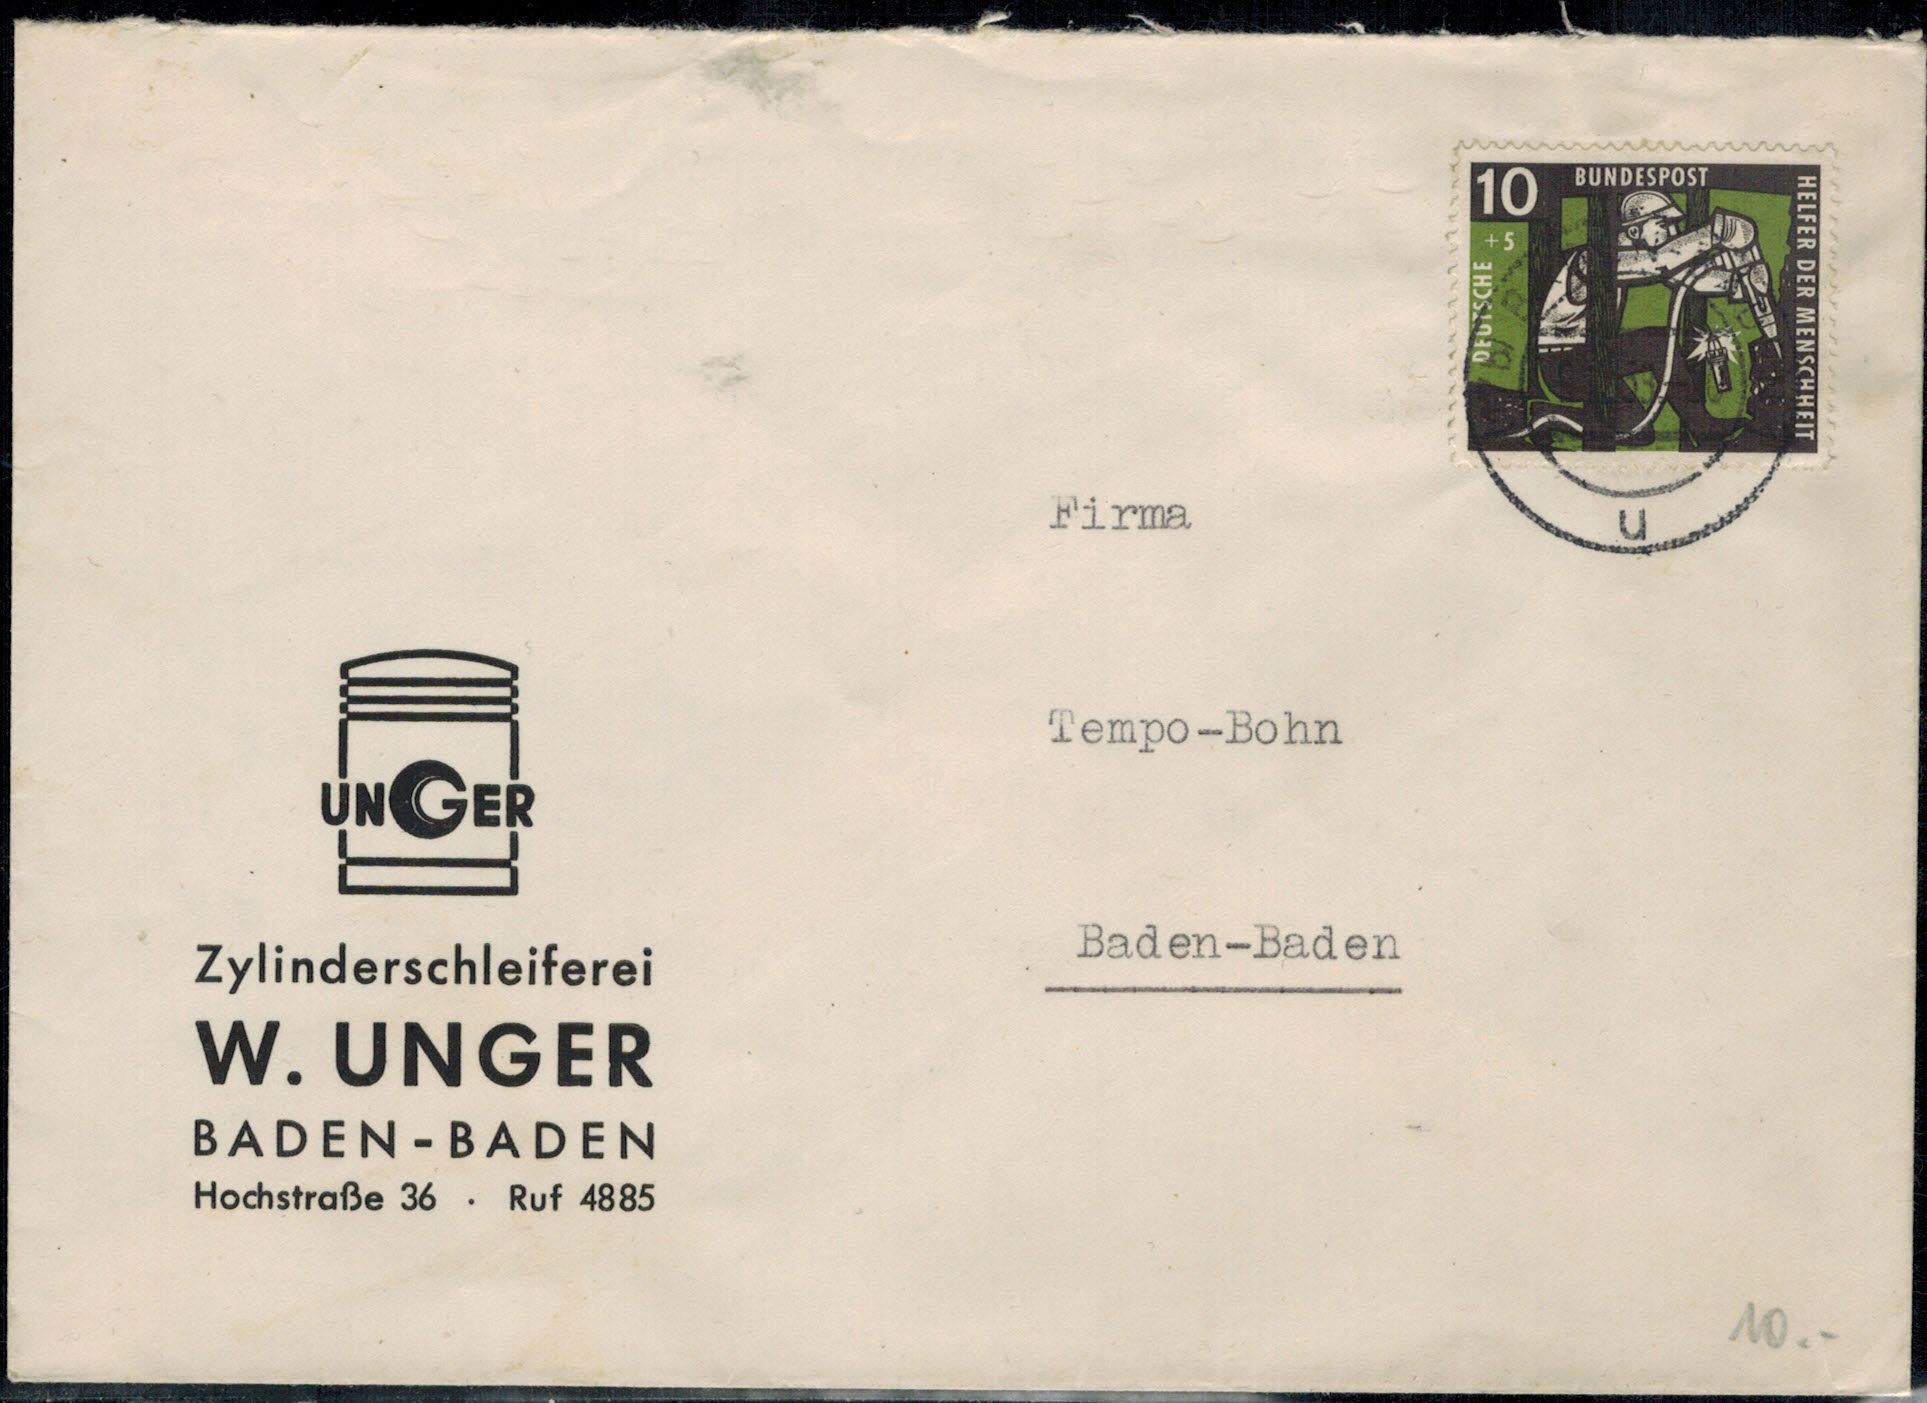 10
BUNDESPOST
+5
DEUTSCHE
HELFER DER MENSCHHEIT
u
Firma
Tempo-Bohn
Baden-Baden
UNGER
Zylinderschleiferei
W. UNGER
BADEN-BADEN
Hochstraße 36 · Ruf 4885
10.-